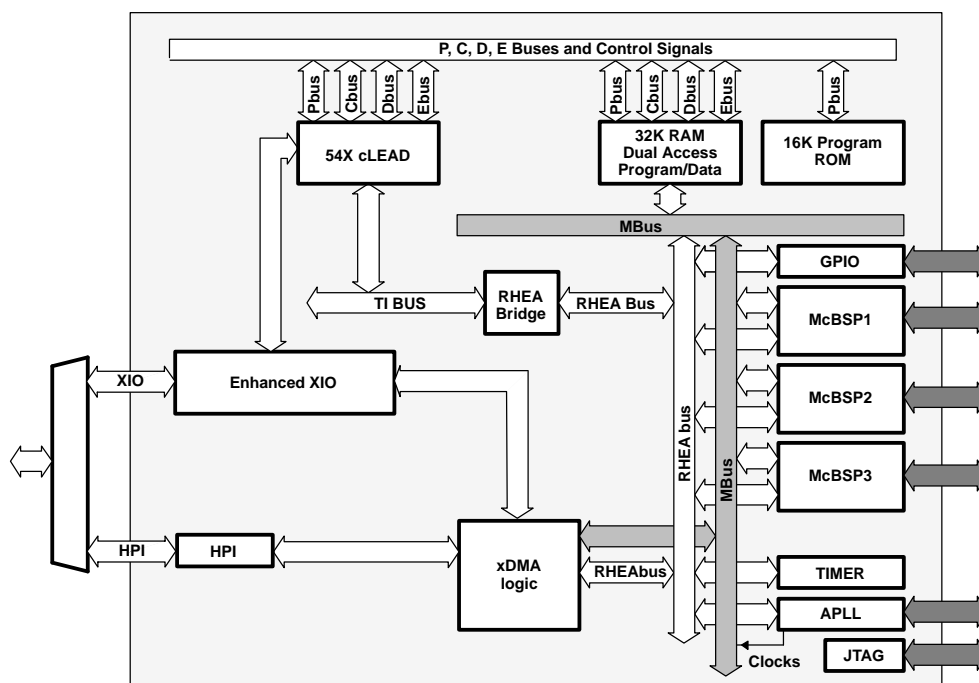 P, C, D, E Buses and Control Signals
Pbus
Cbus
Dbus
Ebus
Pbus
Cbus
Dbus
Ebus
Pbus
54X cLEAD
32K RAM
Dual Access
Program/Data
16K Program
ROM
MBus
GPIO
TI BUS
RHEA
Bridge
RHEA Bus
McBSP1
XIO
Enhanced XIO
McBSP2
RHEA bus
MBus
McBSP3
HPI
HPI
xDMA
logic
RHEAbus
TIMER
APLL
Clocks
JTAG